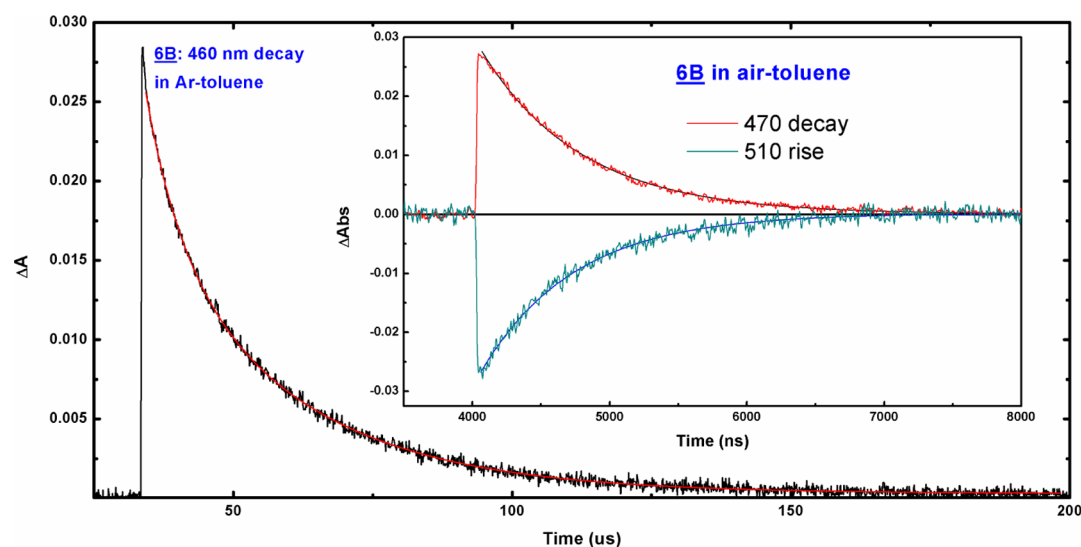 0.030
0.025
0.020
0.015
0.010
0.005
ΔA
50
100
150
200
Time (us)
6B: 460 nm decay
in Ar-toluene
0.03
0.02
0.01
0.00
-0.01
-0.02
-0.03
ΔAbs
4000
5000
6000
7000
8000
Time (ns)
6B in air-toluene
470 decay
510 rise